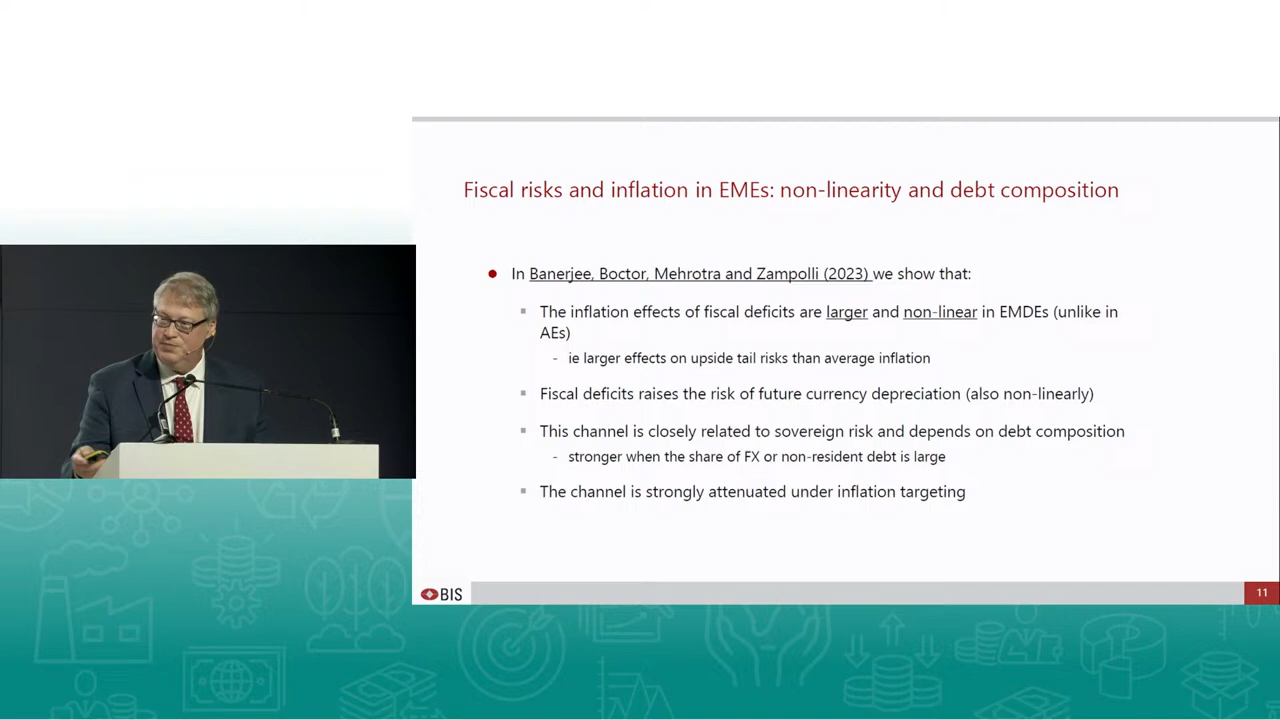 Fiscal risks and inflation in EMEs: non-linearity and debt composition
In Banerjee, Boctor, Mehrotra and Zampolli (2023) we show that:
The inflation effects of fiscal deficits are larger and non-linear in EMDEs (unlike in
AEs)
- ie larger effects on upside tail risks than average inflation
Fiscal deficits raises the risk of future currency depreciation (also non-linearly)
This channel is closely related to sovereign risk and depends on debt composition
- stronger when the share of FX or non-resident debt is large
The channel is strongly attenuated under inflation targeting
BIS
11